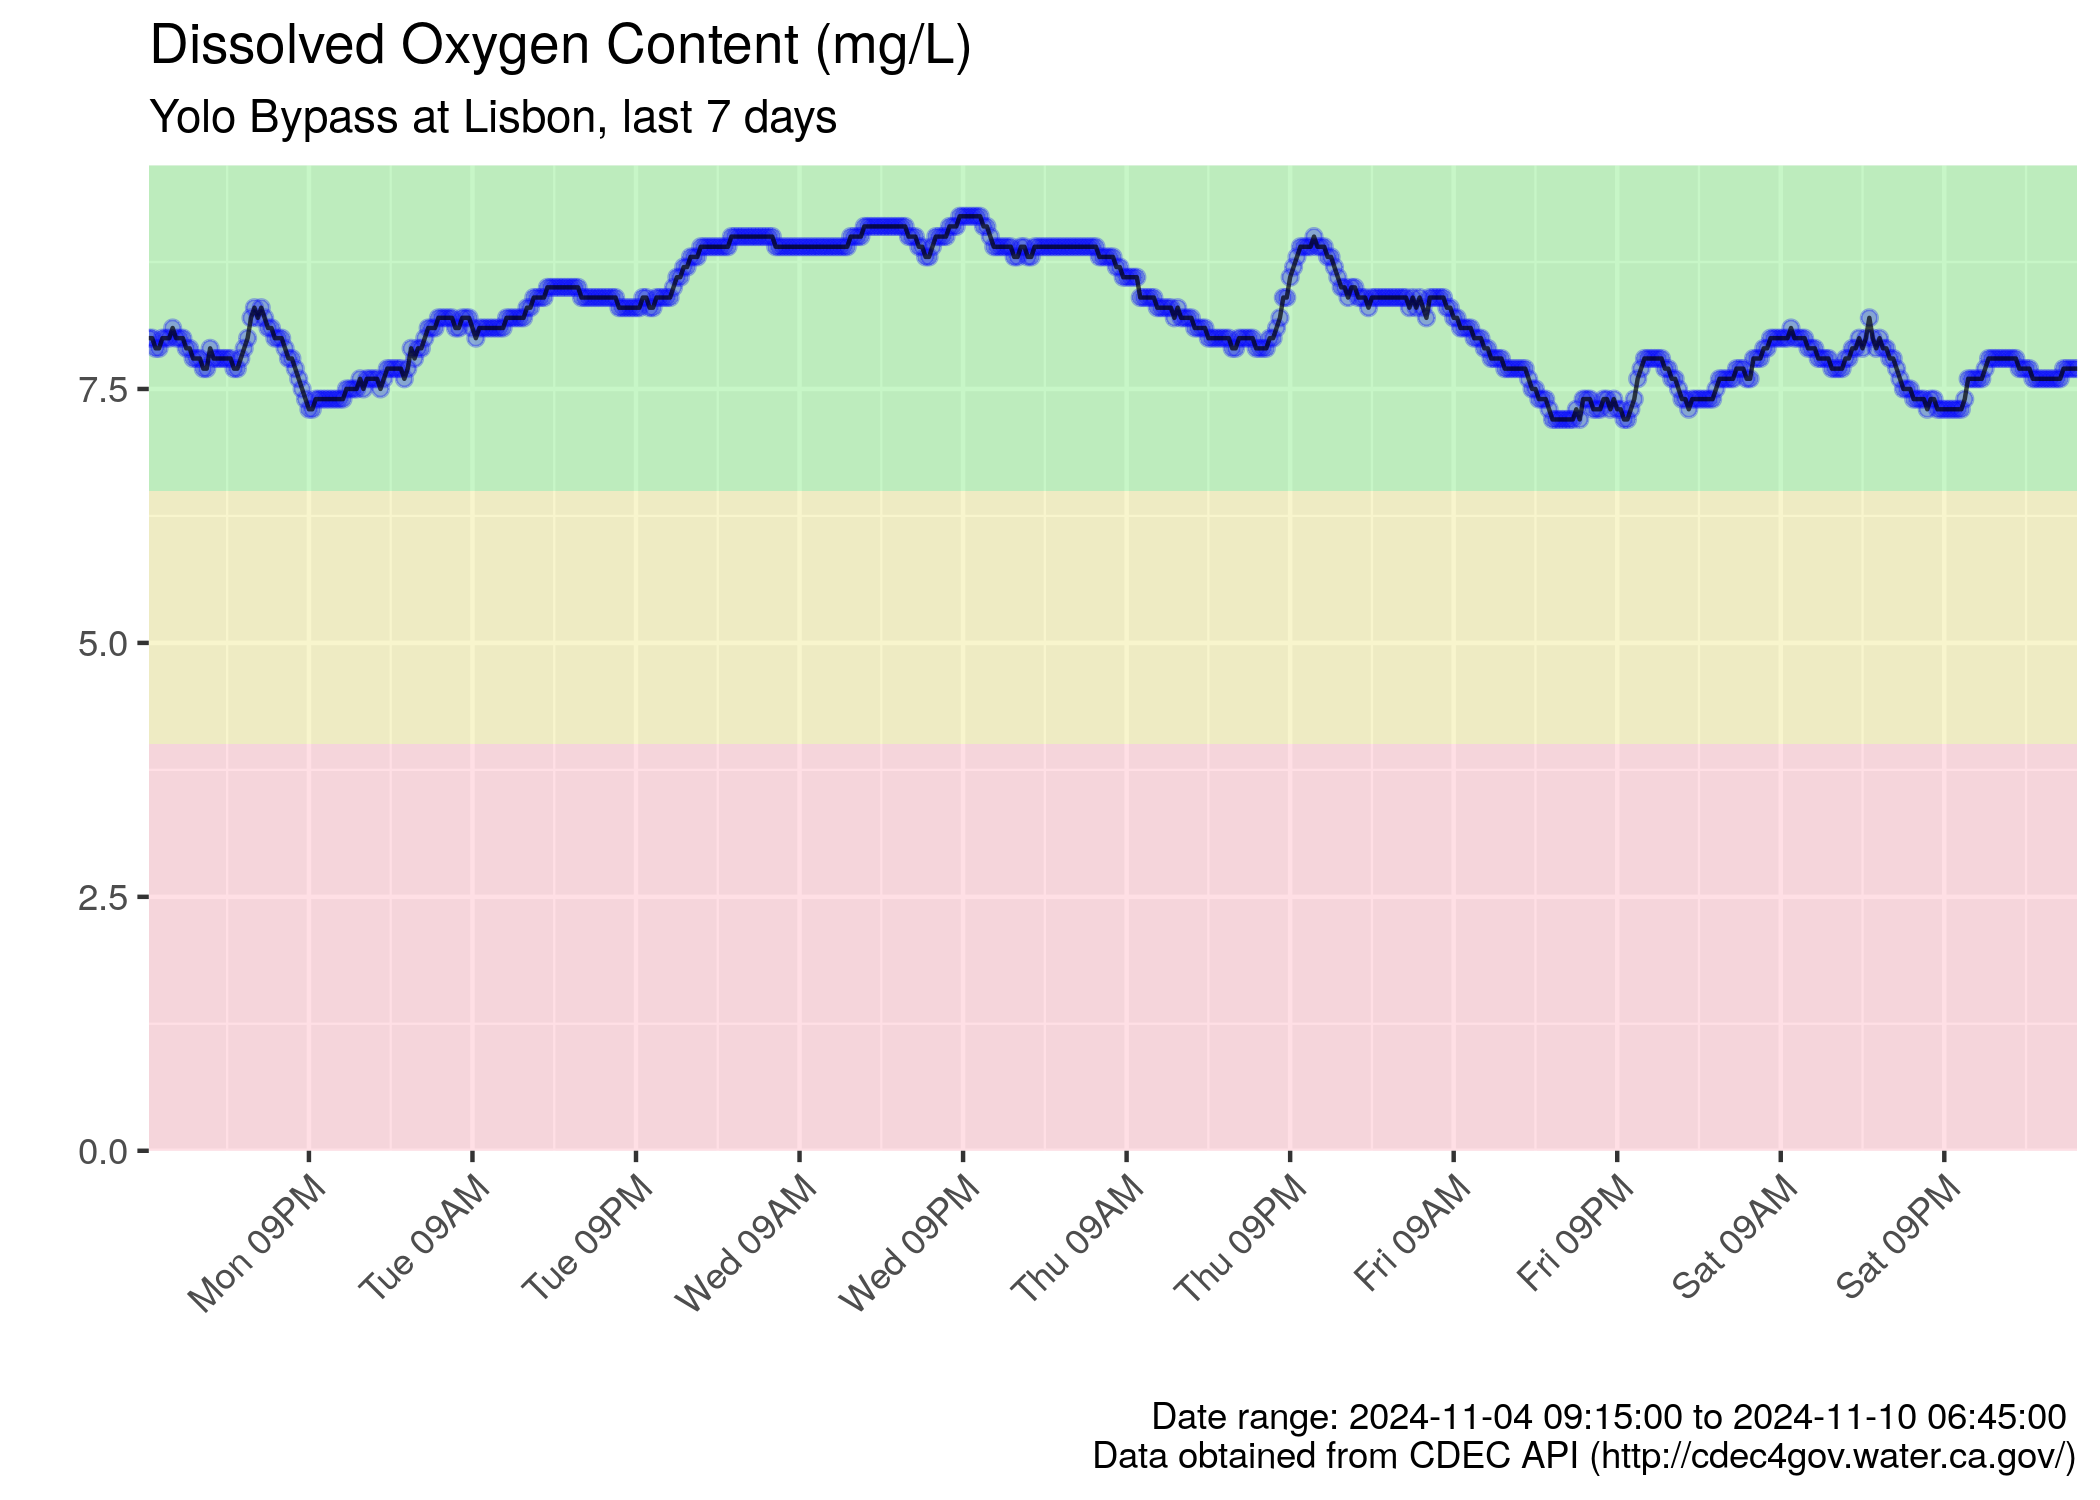 Dissolved Oxygen Content (mg/L)
Yolo Bypass at Lisbon, last 7 days
7.5
5.0
2.5
0.0
Mon 09PM
Tue 09AM
Tue 09PM
Wed 09AM
Wed 09PM
Thu 09AM
Thu 09PM
Fri 09AM
Fri 09PM
Sat 09AM
Sat 09PM
Date range: 2024-11-04 09:15:00 to 2024-11-10 06:45:00
Data obtained from CDEC API (http://cdec4gov.water.ca.gov/)